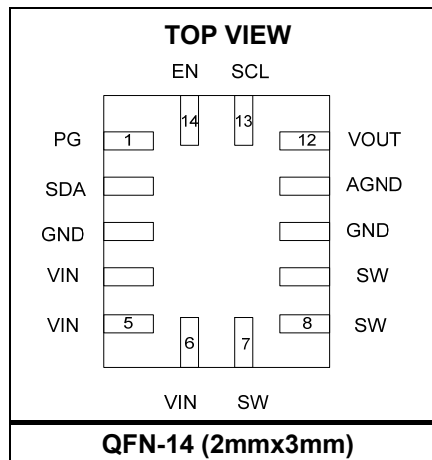 TOP VIEW
EN SCL
14 13
PG 1 12 VOUT
SDA AGND
GND GND
VIN SW
VIN 5 8 SW
6 7
VIN SW
QFN-14 (2mmx3mm)